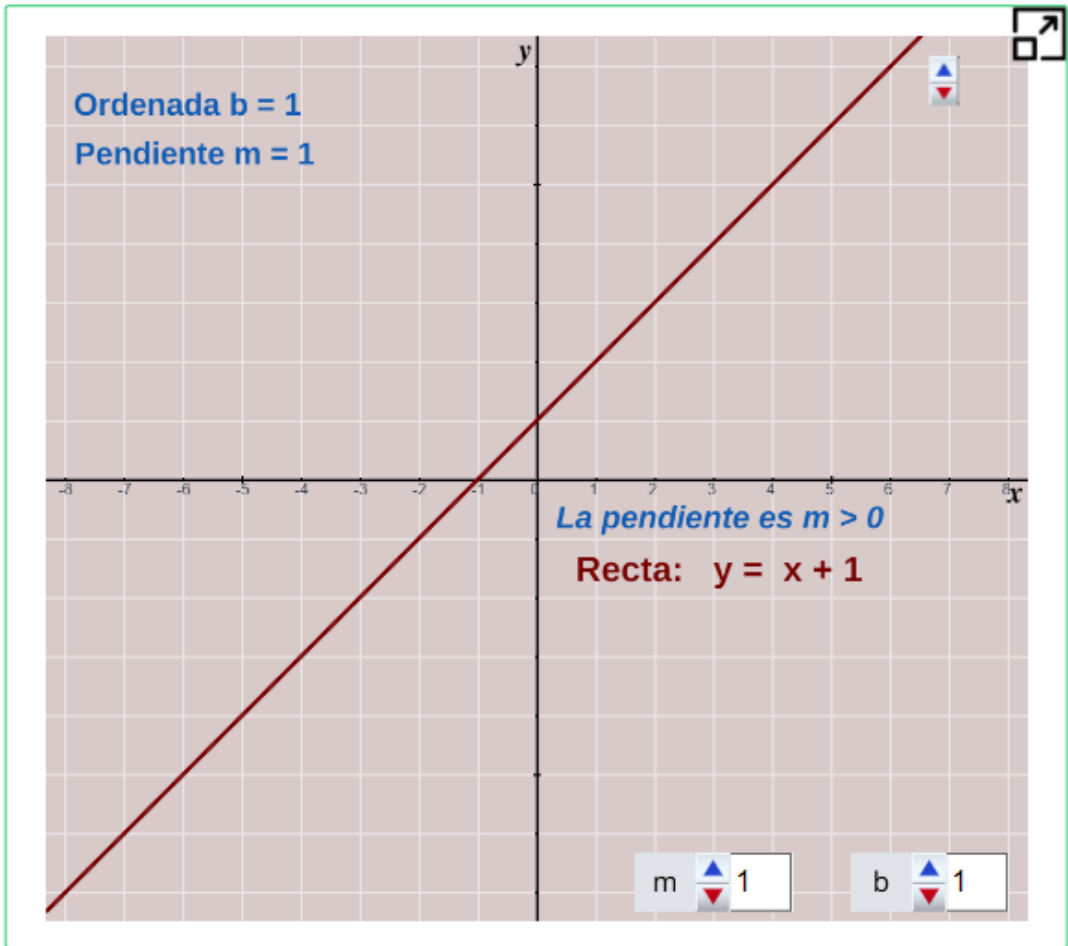 y
Ordenada b = 1
Pendiente m = 1
-8 -7 -6 -5 -4 -3 -2 -1 0 1 2 3 4 5 6 7 8 x
La pendiente es m > 0
Recta: y = x + 1
m 1 b 1